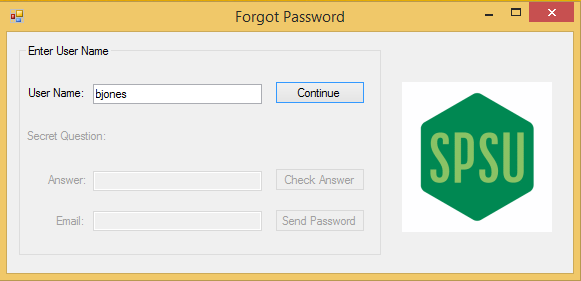 Forgot Password
Enter User Name
User Name: bjones Continue
Secret Question:
Answer: Check Answer
Email: Send Password
SPSU